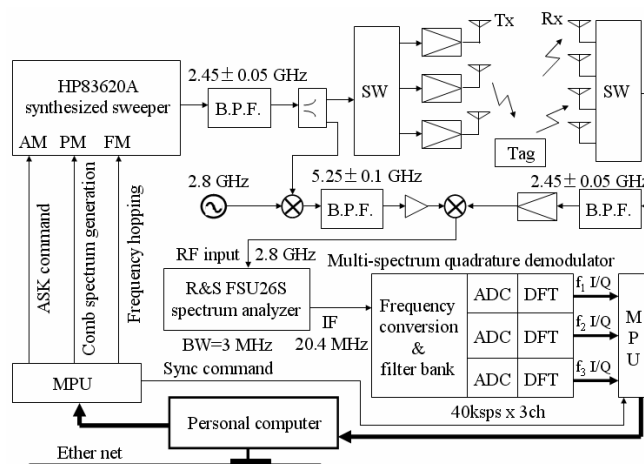 Tx
Rx
HP83620A
synthesized sweeper
AM PM FM
2.45± 0.05 GHz
B.P.F.
SW
SW
Tag
2.8 GHz
5.25± 0.1 GHz
B.P.F.
2.45± 0.05 GHz
B.P.F.
ASK command
Comb spectrum generation
Frequency hopping
RF input
2.8 GHz
R&S FSU26S
spectrum analyzer
BW=3 MHz
IF
20.4 MHz
Multi-spectrum quadrature demodulator
Frequency
conversion
&
filter bank
ADC DFT
ADC DFT
ADC DFT
f1 I/Q
f2 I/Q
f3 I/Q
M
P
U
MPU
Sync command
40ksps x 3ch
Personal computer
Ether net